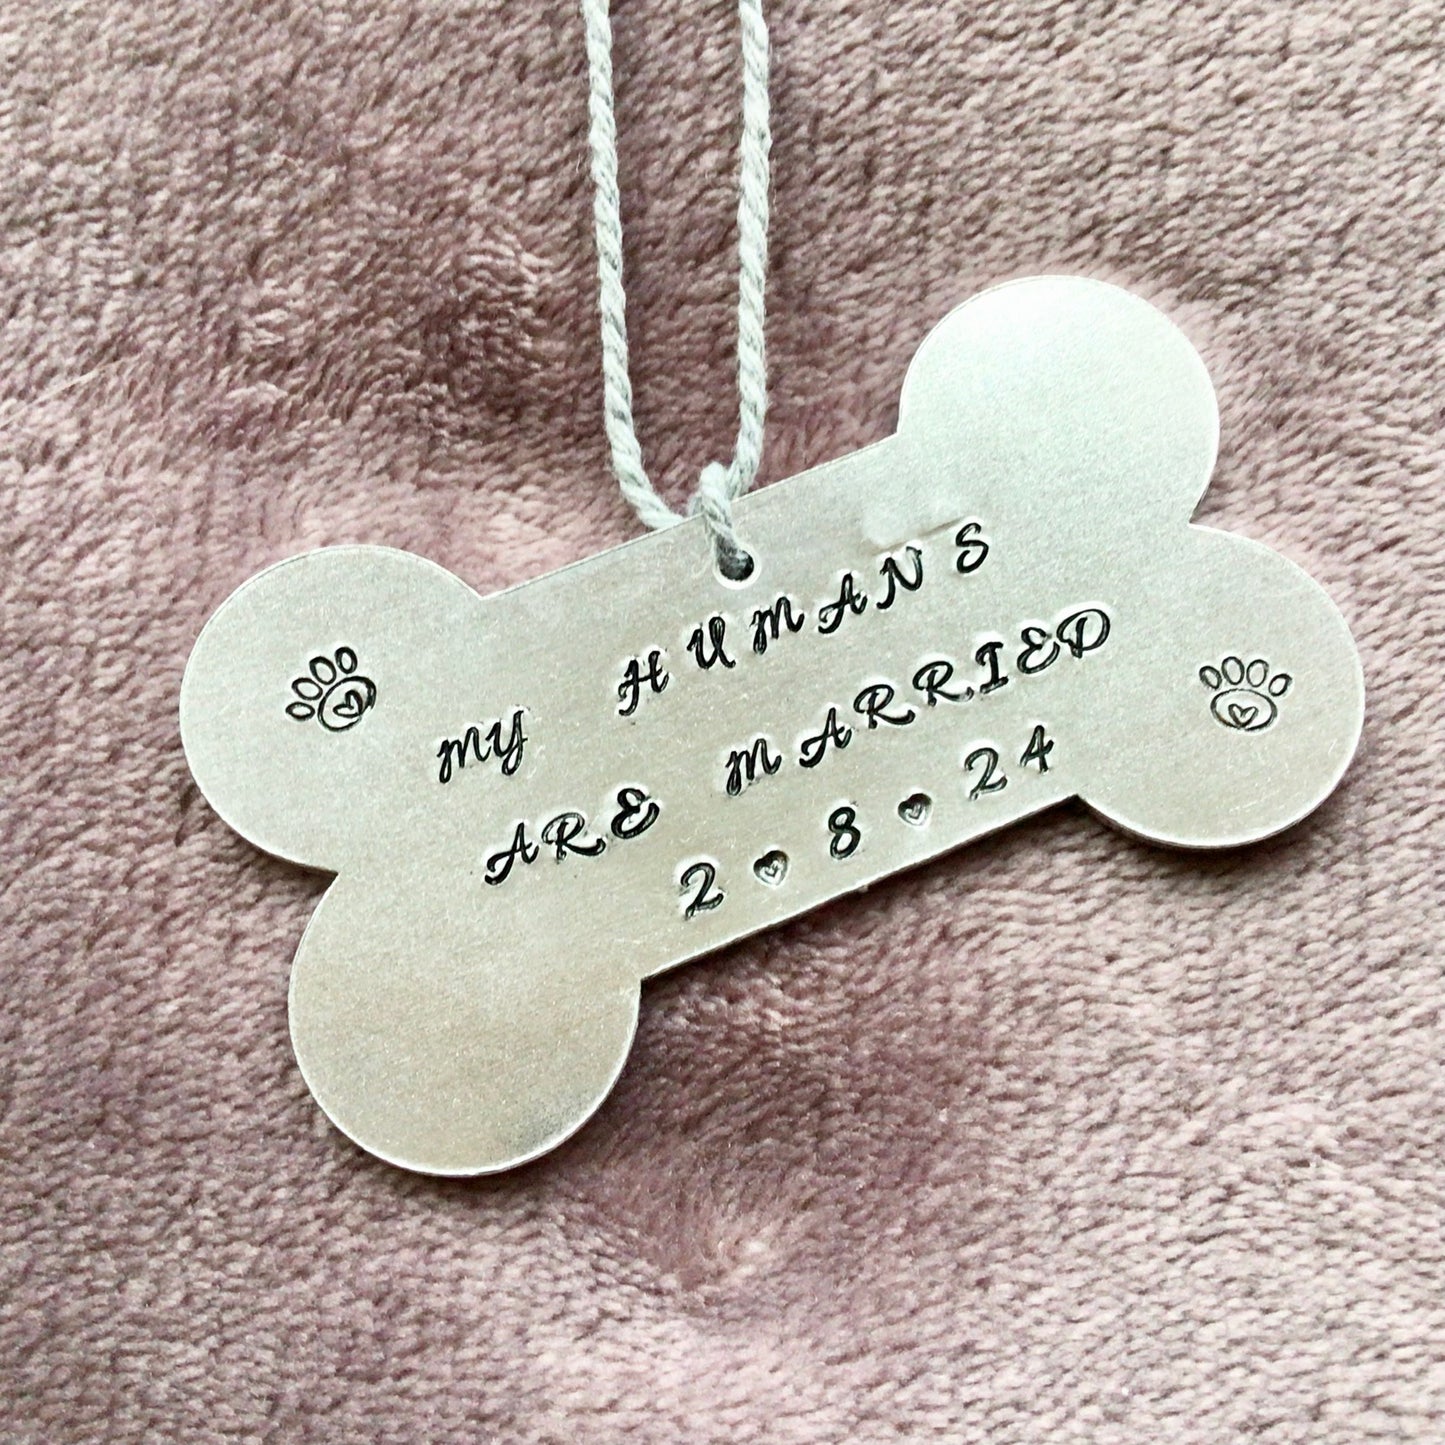 MY HUMANS
ARE MARRIED
2 ♥ 8 ♥ 24